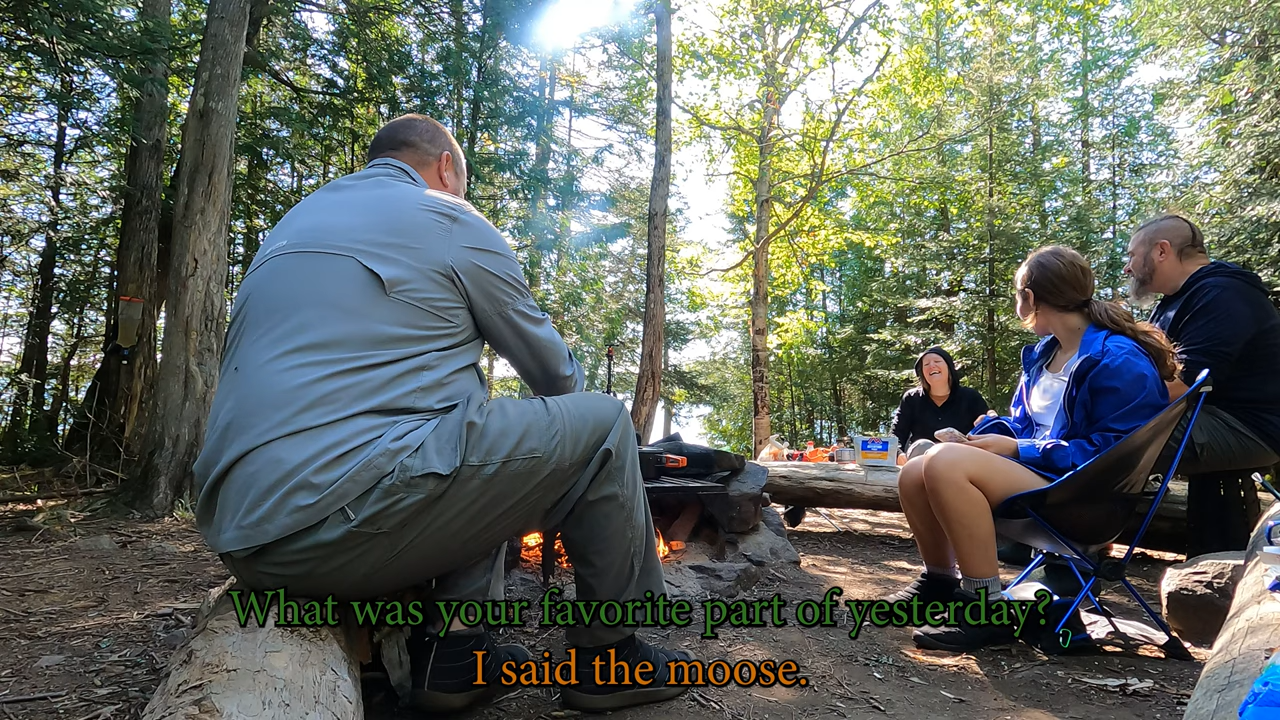 What was your favorite part of yesterday?
I said the moose.